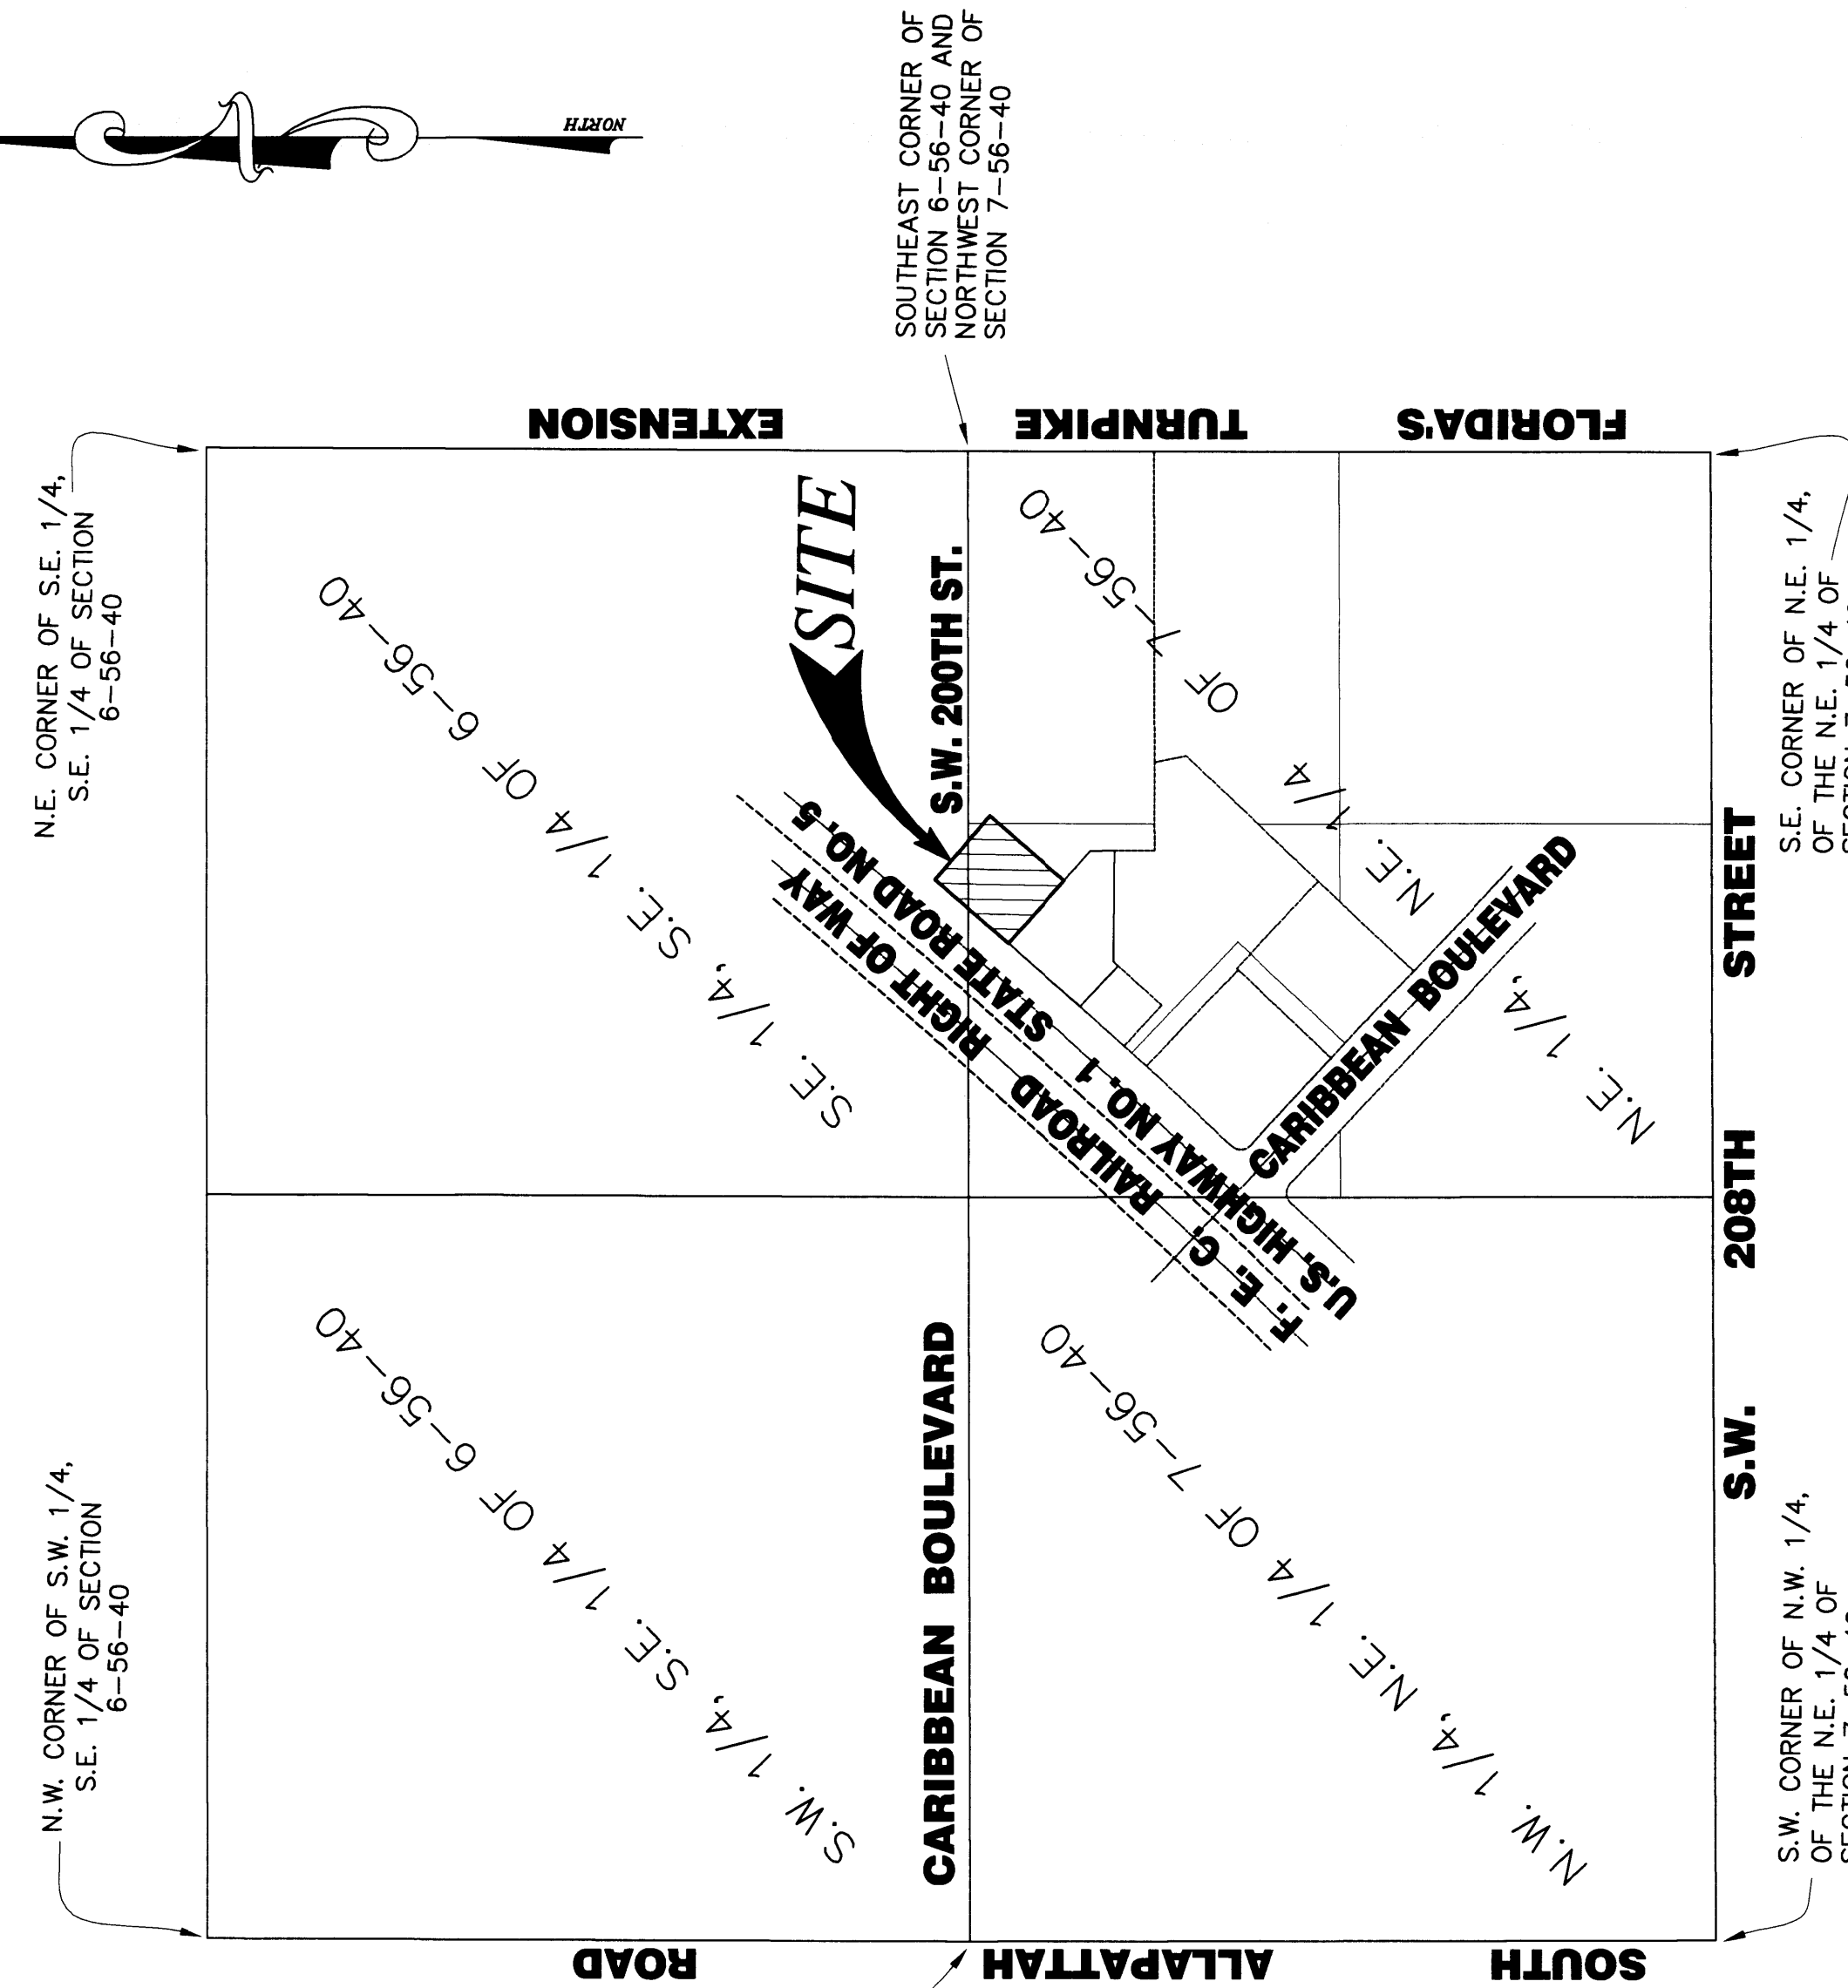 NORTH
N.W. CORNER OF S.W. 1/4,
S.E. 1/4 OF SECTION
6-56-40
N.E. CORNER OF S.E. 1/4,
S.E. 1/4 OF SECTION
6-56-40
SOUTHEAST CORNER OF
SECTION 6-56-40 AND
NORTHWEST CORNER OF
SECTION 7-56-40
SOUTH ALLAPATTAH ROAD
FLORIDA'S TURNPIKE EXTENSION
S.W. 1/4, S.E. 1/4 OF 6-56-40
S.E. 1/4, S.E. 1/4 OF 6-56-40
SITE
CARIBBEAN BOULEVARD
S.W. 200TH ST.
F. E. C. RAILROAD RIGHT OF WAY
U.S. HIGHWAY NO. 1 STATE ROAD NO. 5
CARIBBEAN BOULEVARD
N.W. 1/4, N.E. 1/4 OF 7-56-40
N.E. 1/4, N.E. 1/4 OF 7-56-40
S.W. 208TH STREET
S.W. CORNER OF N.W. 1/4,
OF THE N.E. 1/4 OF
S.E. CORNER OF N.E. 1/4,
OF THE N.E. 1/4 OF